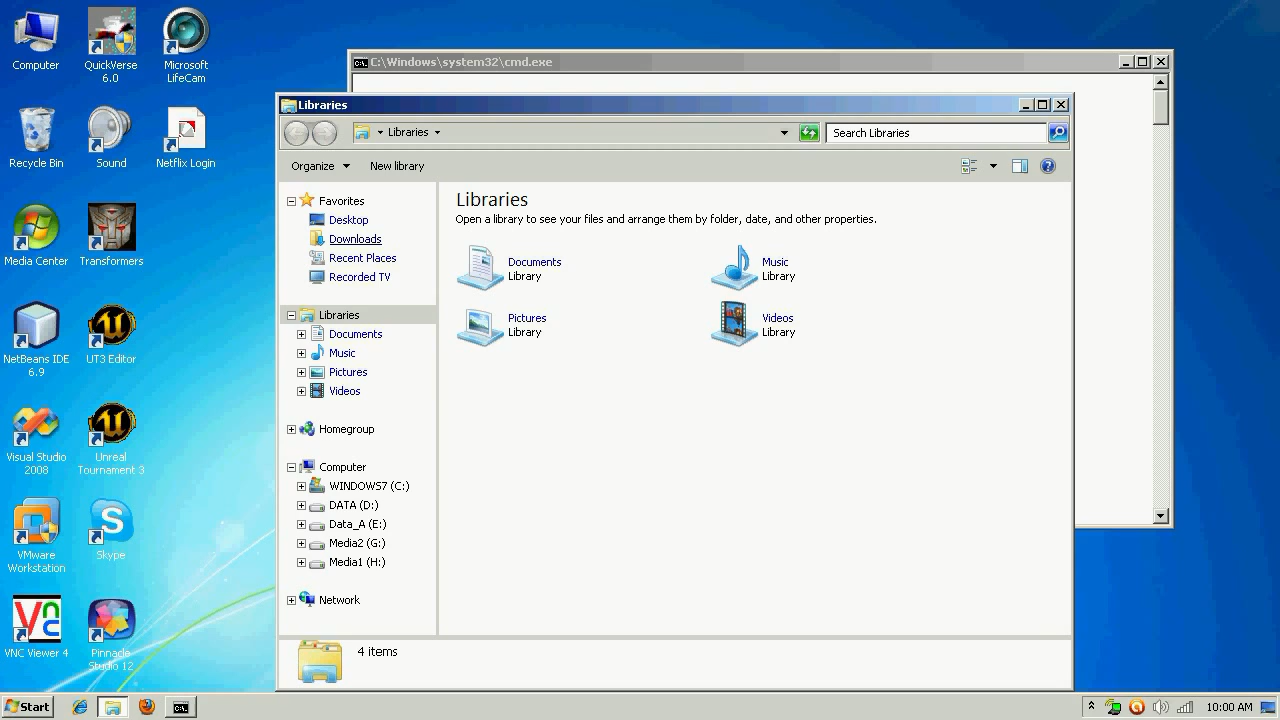 Computer
QuickVerse
6.0
Microsoft
LifeCam
Recycle Bin
Sound
Netflix Login
Media Center
Transformers
NetBeans IDE
6.9
UT3 Editor
Visual Studio
2008
Unreal
Tournament 3
VMware
Workstation
Skype
VNC Viewer 4
Pinnacle
Studio 12
C:\Windows\system32\cmd.exe
Libraries
Libraries
Search Libraries
Organize
New library
Favorites
Desktop
Downloads
Recent Places
Recorded TV
Libraries
Documents
Music
Pictures
Videos
Homegroup
Computer
WINDOWS7 (C:)
DATA (D:)
Data_A (E:)
Media2 (G:)
Media1 (H:)
Network
Libraries
Open a library to see your files and arrange them by folder, date, and other properties.
Documents
Library
Music
Library
Pictures
Library
Videos
Library
4 items
Start
10:00 AM